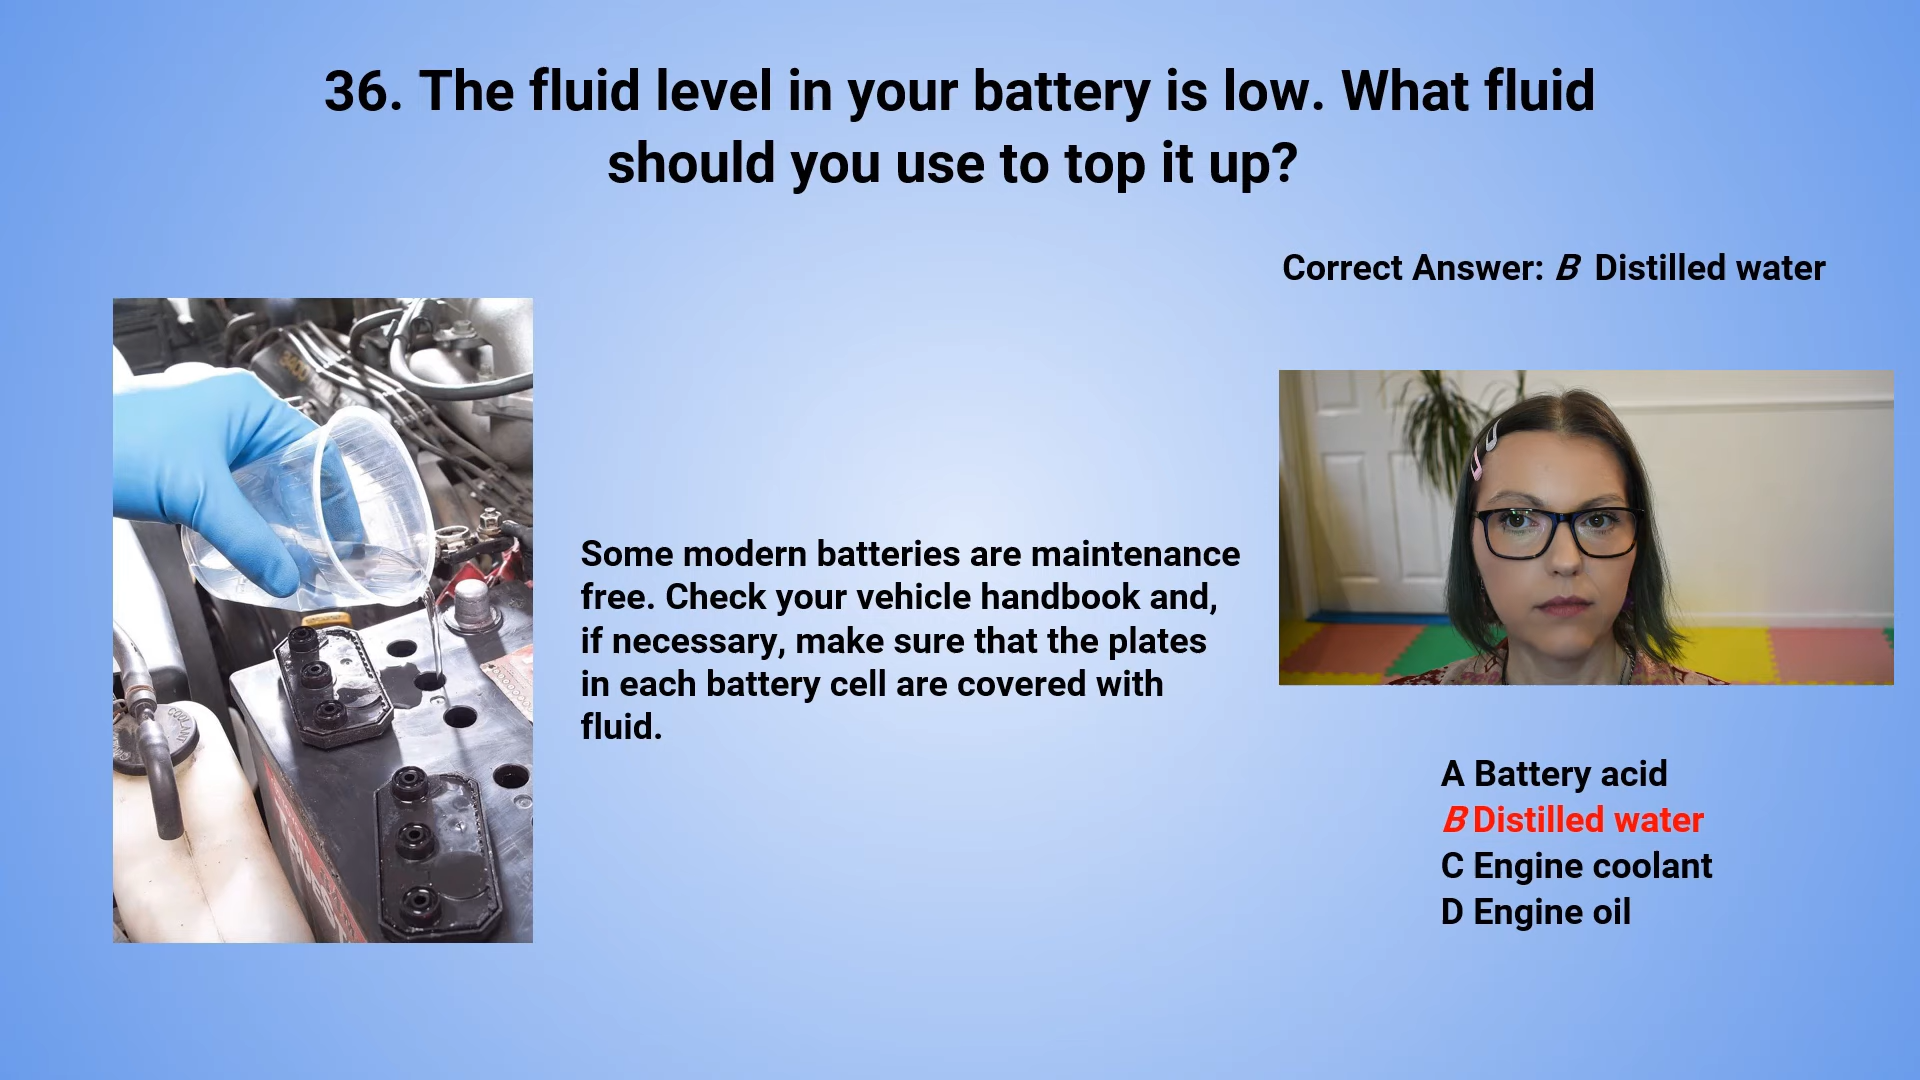 36. The fluid level in your battery is low. What fluid
should you use to top it up?
Correct Answer: B Distilled water
COOLANT
Some modern batteries are maintenance
free. Check your vehicle handbook and,
if necessary, make sure that the plates
in each battery cell are covered with
fluid.
A Battery acid
B Distilled water
C Engine coolant
D Engine oil